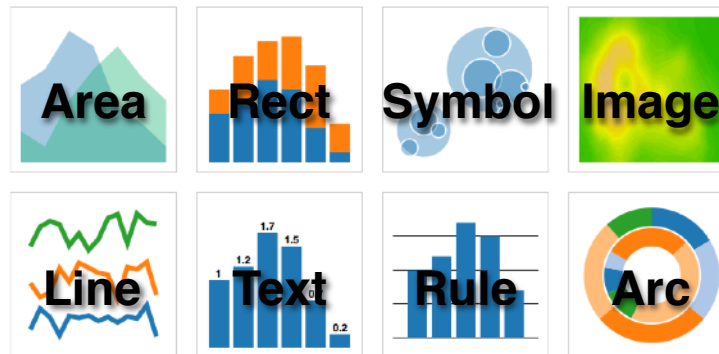 Area
Rect
Symbol
Image
Line
1
1.2
1.7
1.5
0.2
Text
Rule
Arc